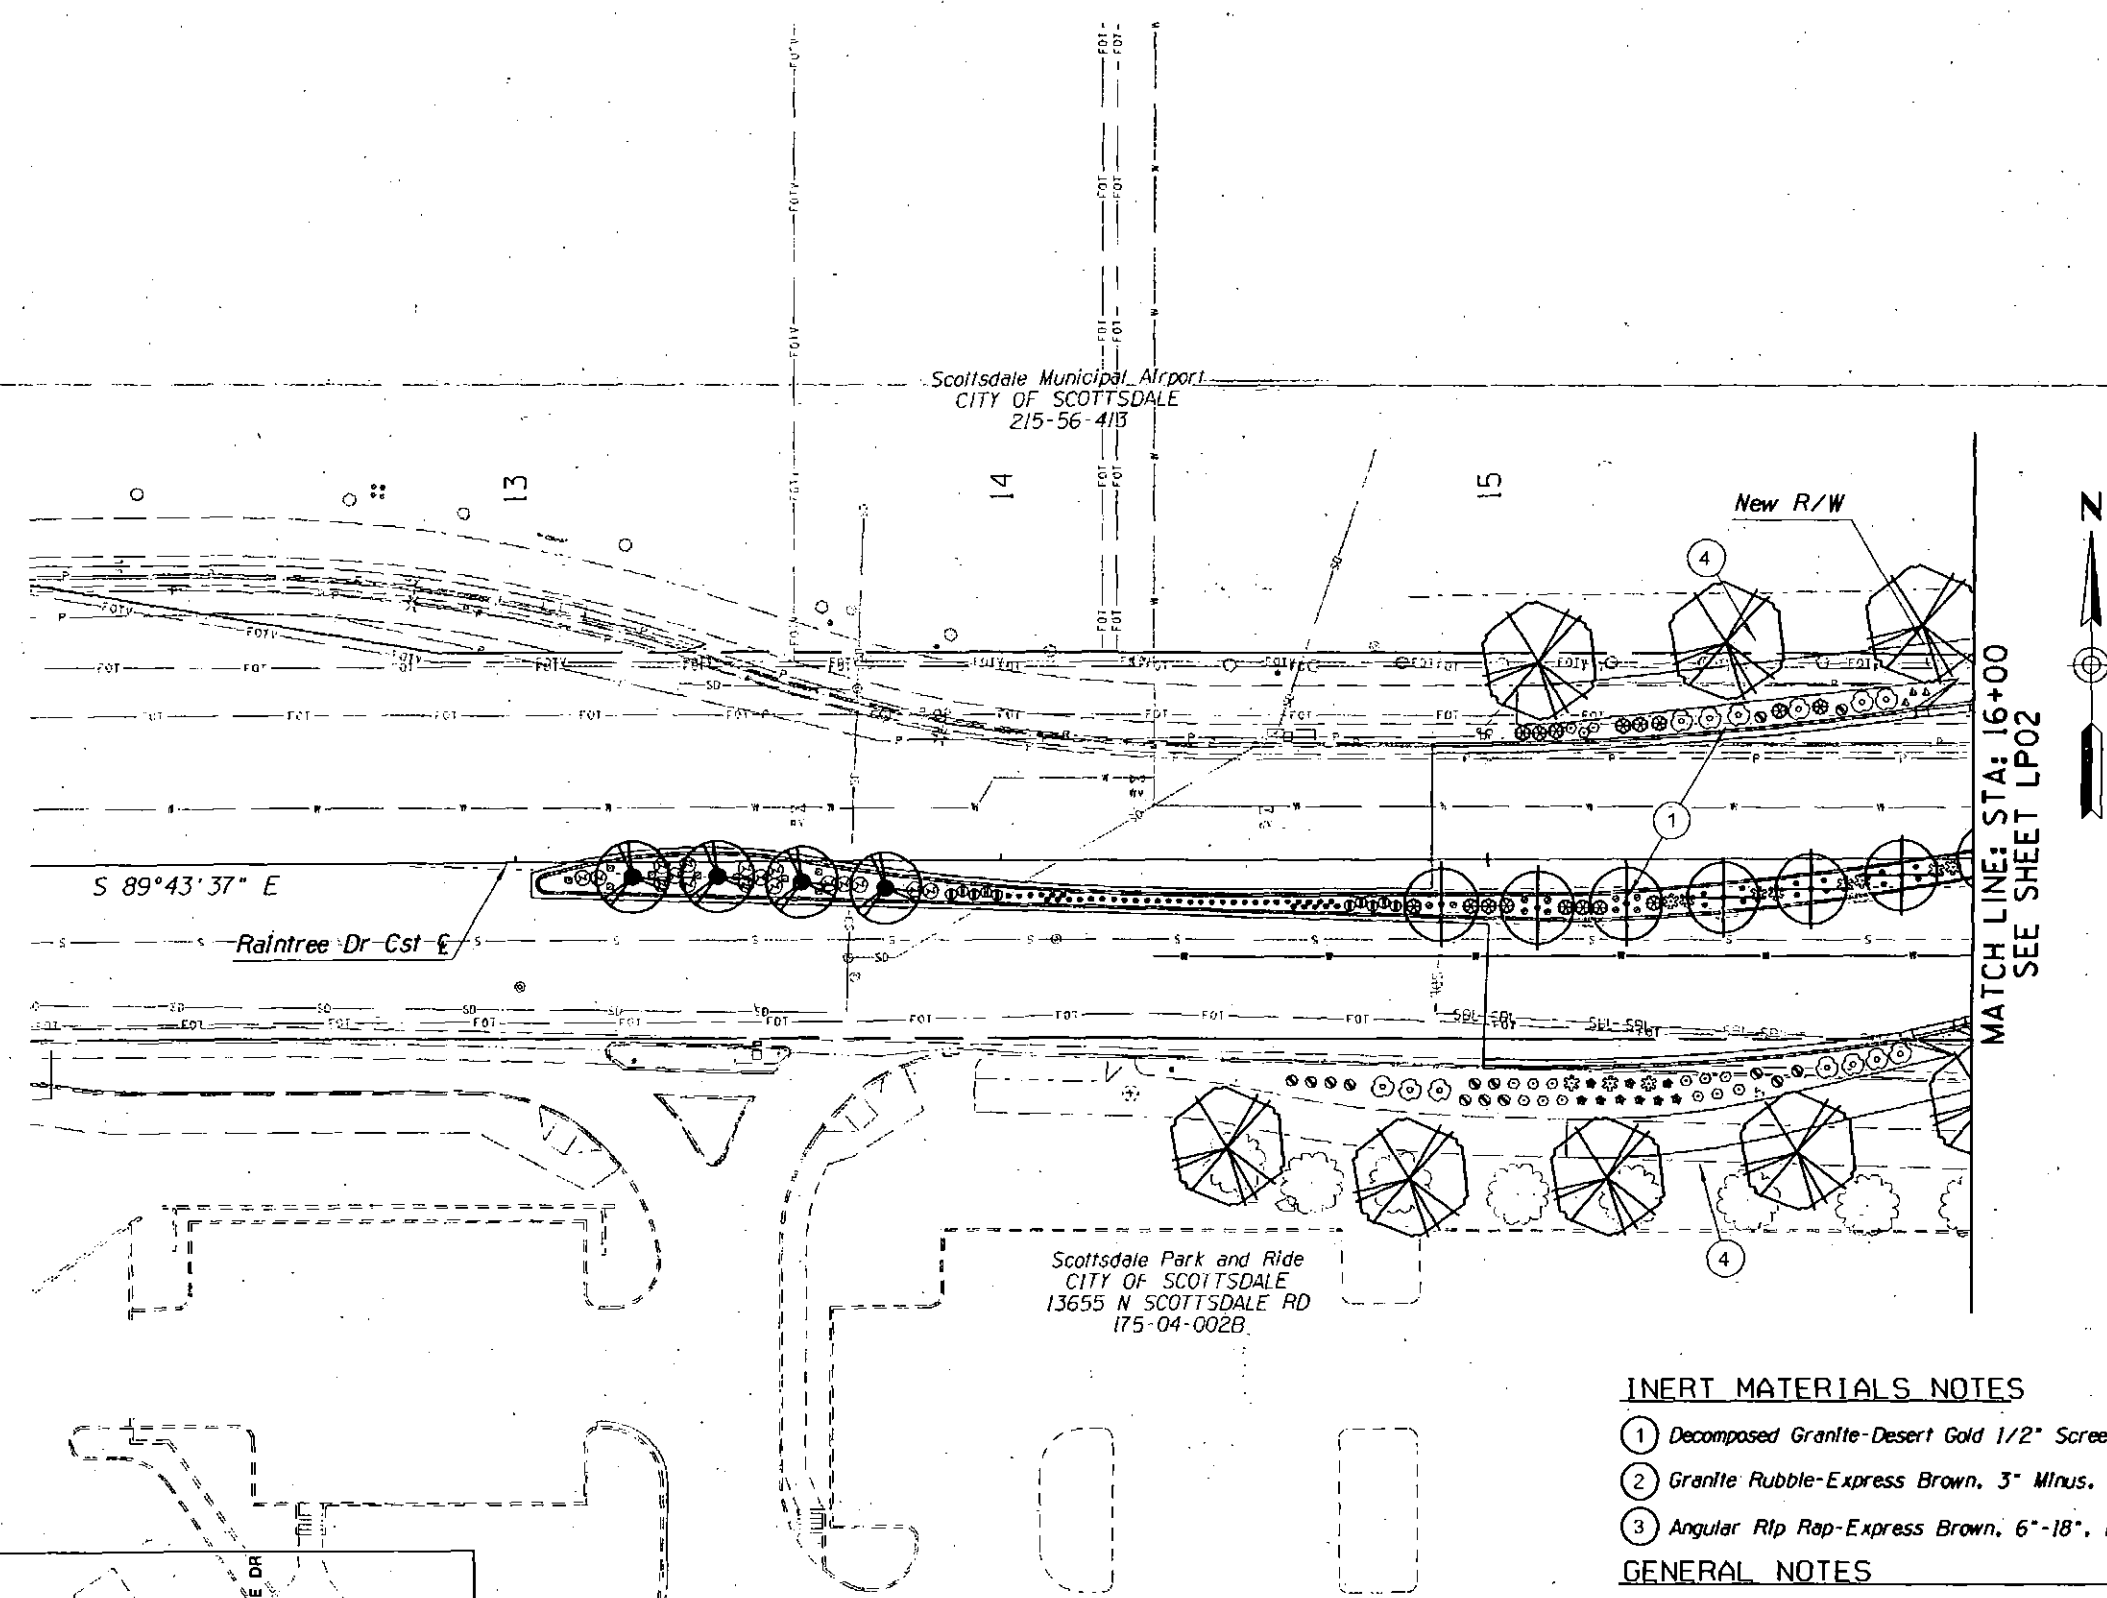 Scottsdale Municipal Airport
CITY OF SCOTTSDALE
215-56-413
13
14
15
New R/W
4
N
1
S 89°43'37" E
Raintree Dr Cst ℄
MATCH LINE: STA: 16+00
SEE SHEET LP02
4
Scottsdale Park and Ride
CITY OF SCOTTSDALE
13655 N SCOTTSDALE RD
175-04-002B
INERT MATERIALS NOTES
1 Decomposed Granite-Desert Gold 1/2" Scree
2 Granite Rubble-Express Brown, 3" Minus.
3 Angular Rip Rap-Express Brown, 6"-18",
GENERAL NOTES
E DR